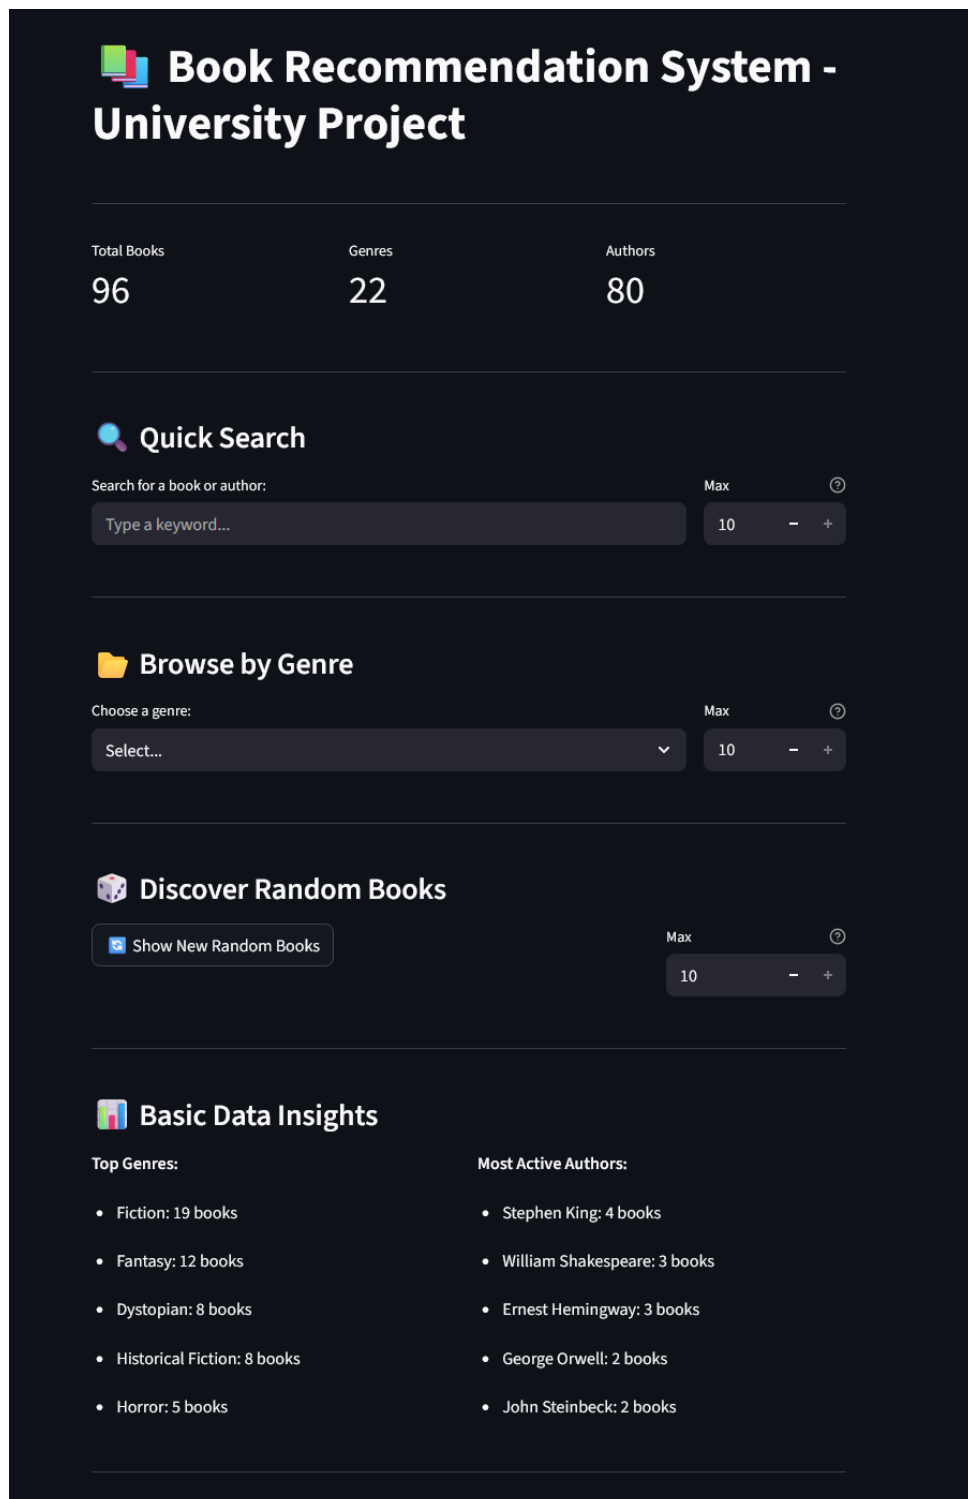 Book Recommendation System -
University Project
Total Books
Genres
Authors
96
22
80
Quick Search
Search for a book or author:
Max
Type a keyword...
10
Browse by Genre
Choose a genre:
Max
Select...
10
Discover Random Books
Show New Random Books
Max
10
Basic Data Insights
Top Genres:
Most Active Authors:
Fiction: 19 books
Stephen King: 4 books
Fantasy: 12 books
William Shakespeare: 3 books
Dystopian: 8 books
Ernest Hemingway: 3 books
Historical Fiction: 8 books
George Orwell: 2 books
Horror: 5 books
John Steinbeck: 2 books